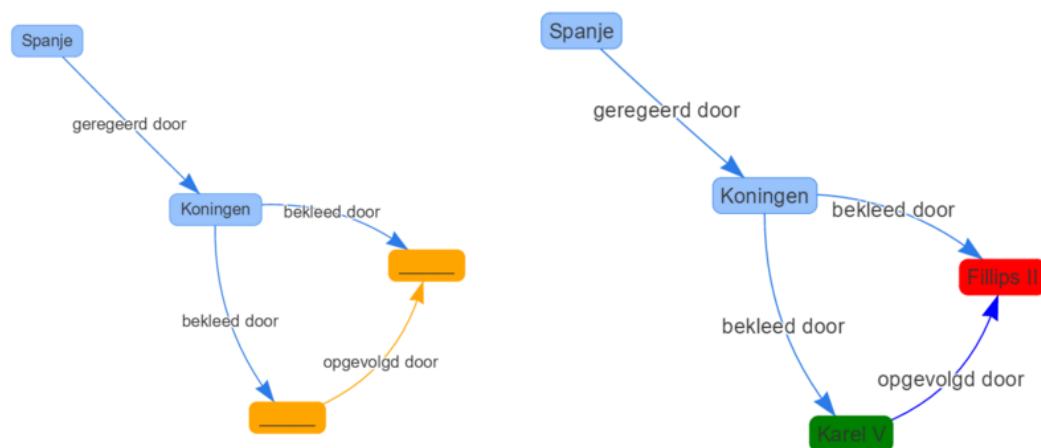 Spanje
geregeerd door
Koningen
bekleed door
______
bekleed door
opgevolgd door
______
Spanje
geregeerd door
Koningen
bekleed door
Fillips II
bekleed door
opgevolgd door
Karel V